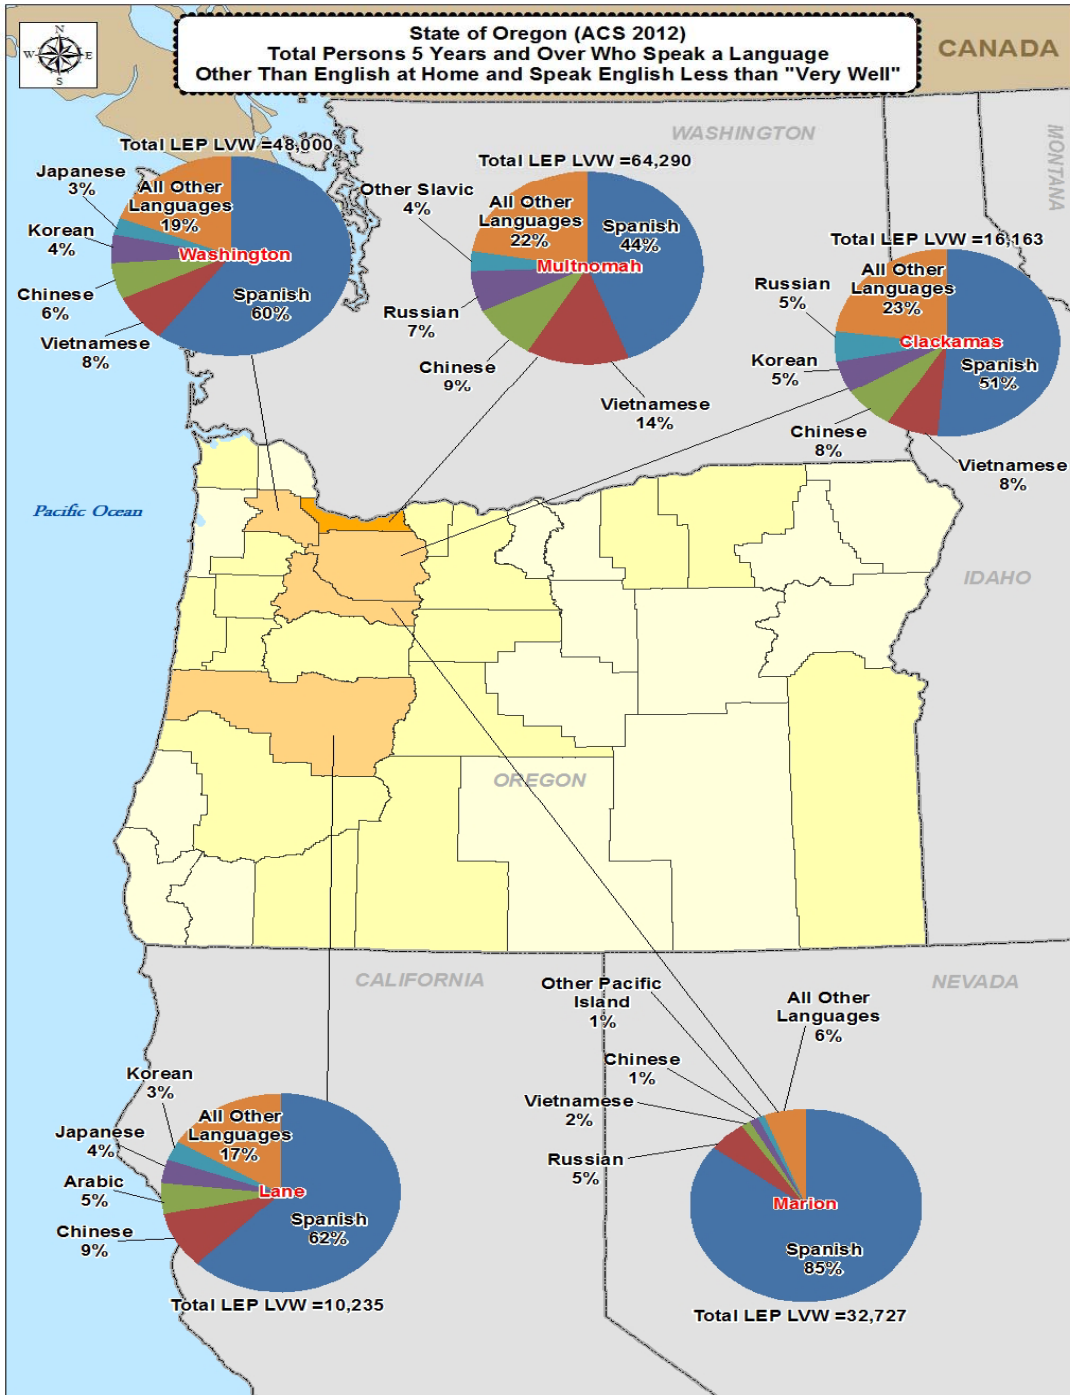 State of Oregon (ACS 2012)
Total Persons 5 Years and Over Who Speak a Language
Other Than English at Home and Speak English Less than "Very Well"
N
W
E
S
CANADA
WASHINGTON
MONTANA
Total LEP LVW =48,000
Japanese
3%
All Other
Languages
19%
Korean
4%
Washington
Chinese
6%
Spanish
60%
Vietnamese
8%
Total LEP LVW =64,290
Other Slavic
4%
All Other
Languages
22%
Spanish
44%
Multnomah
Russian
7%
Chinese
9%
Vietnamese
14%
Total LEP LVW =16,163
All Other
Languages
23%
Russian
5%
Clackamas
Korean
5%
Spanish
51%
Chinese
8%
Vietnamese
8%
Pacific Ocean
IDAHO
OREGON
CALIFORNIA
NEVADA
Korean
3%
All Other
Languages
17%
Japanese
4%
Arabic
5%
Lane
Chinese
9%
Spanish
62%
Total LEP LVW =10,235
Other Pacific
Island
1%
All Other
Languages
6%
Chinese
1%
Vietnamese
2%
Russian
5%
Marion
Spanish
85%
Total LEP LVW =32,727